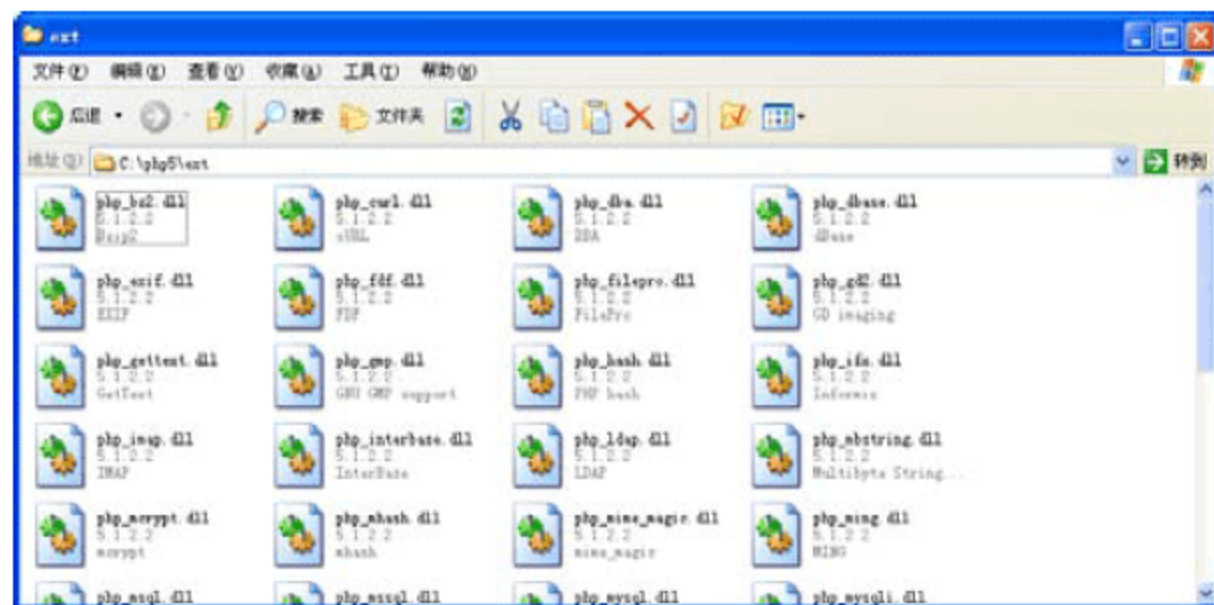 ext
文件(F) 编辑(E) 查看(V) 收藏(A) 工具(T) 帮助(H)
后退 搜索 文件夹
地址(D) C:\php5\ext 转到
php_bz2.dll php_curl.dll php_dba.dll php_dbase.dll
5.1.2.2 5.1.2.2 5.1.2.2 5.1.2.2
Bzip2 cURL DBA dBase
php_exif.dll php_fdf.dll php_filepro.dll php_gd2.dll
5.1.2.2 5.1.2.2 5.1.2.2 5.1.2.2
EXIF FDF FilePro GD imaging
php_gettext.dll php_gmp.dll php_hash.dll php_ifx.dll
5.1.2.2 5.1.2.2 5.1.2.2 5.1.2.2
GetText GNU GMP support PHP hash Informix
php_imap.dll php_interbase.dll php_ldap.dll php_mbstring.dll
5.1.2.2 5.1.2.2 5.1.2.2 5.1.2.2
IMAP InterBase LDAP Multibyte String...
php_mcrypt.dll php_mhash.dll php_mime_magic.dll php_ming.dll
5.1.2.2 5.1.2.2 5.1.2.2 5.1.2.2
mcrypt mhash mime_magic MING
php_msql.dll php_mssql.dll php_mysql.dll php_mysqli.dll